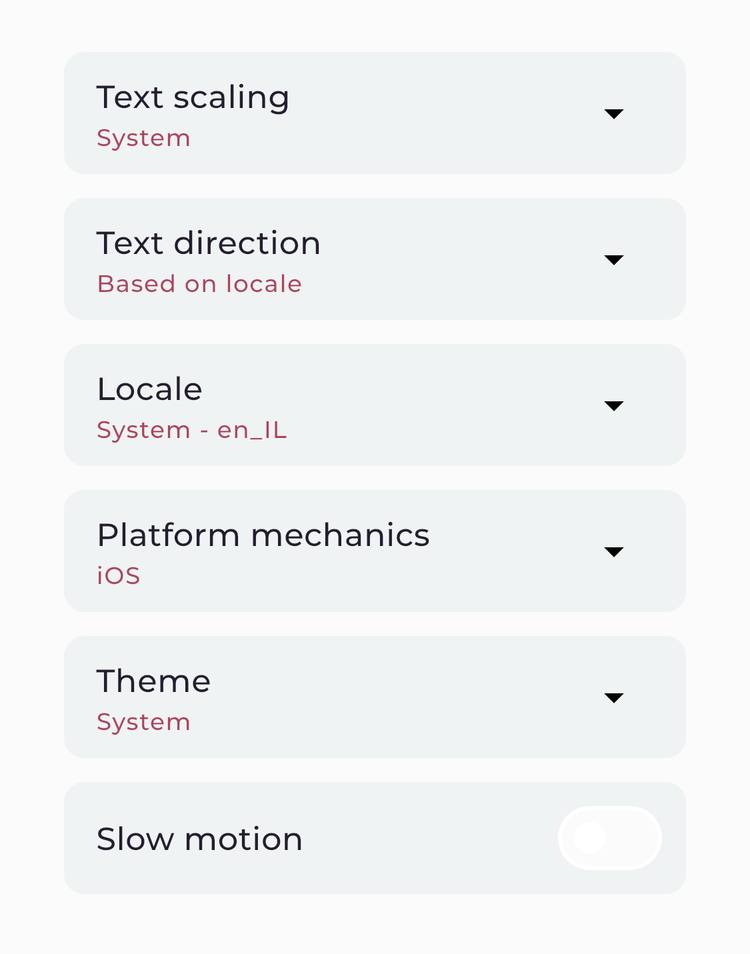 Text scaling
System
Text direction
Based on locale
Locale
System - en_IL
Platform mechanics
iOS
Theme
System
Slow motion